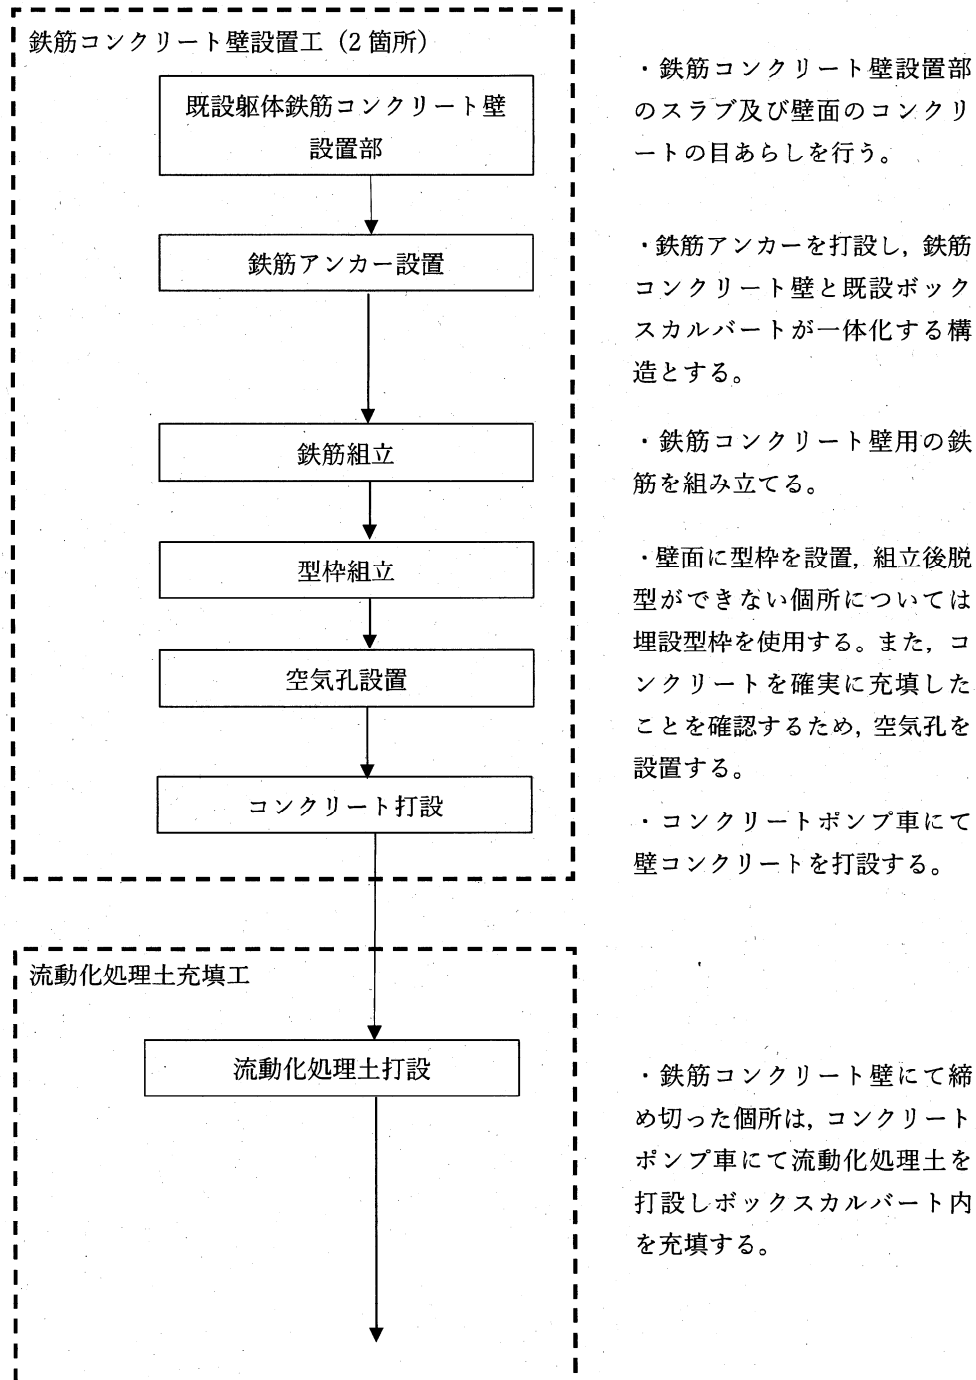 鉄筋コンクリート壁設置工（2 箇所）
既設躯体鉄筋コンクリート壁
設置部
・鉄筋コンクリート壁設置部
のスラブ及び壁面のコンクリ
ートの目あらしを行う。
鉄筋アンカー設置
・鉄筋アンカーを打設し，鉄筋
コンクリート壁と既設ボック
スカルバートが一体化する構
造とする。
鉄筋組立
・鉄筋コンクリート壁用の鉄
筋を組み立てる。
型枠組立
・壁面に型枠を設置，組立後脱
型ができない個所については
埋設型枠を使用する。また，コ
ンクリートを確実に充填した
ことを確認するため，空気孔を
設置する。
空気孔設置
コンクリート打設
・コンクリートポンプ車にて
壁コンクリートを打設する。
流動化処理土充填工
流動化処理土打設
・鉄筋コンクリート壁にて締
め切った個所は，コンクリート
ポンプ車にて流動化処理土を
打設しボックスカルバート内
を充填する。